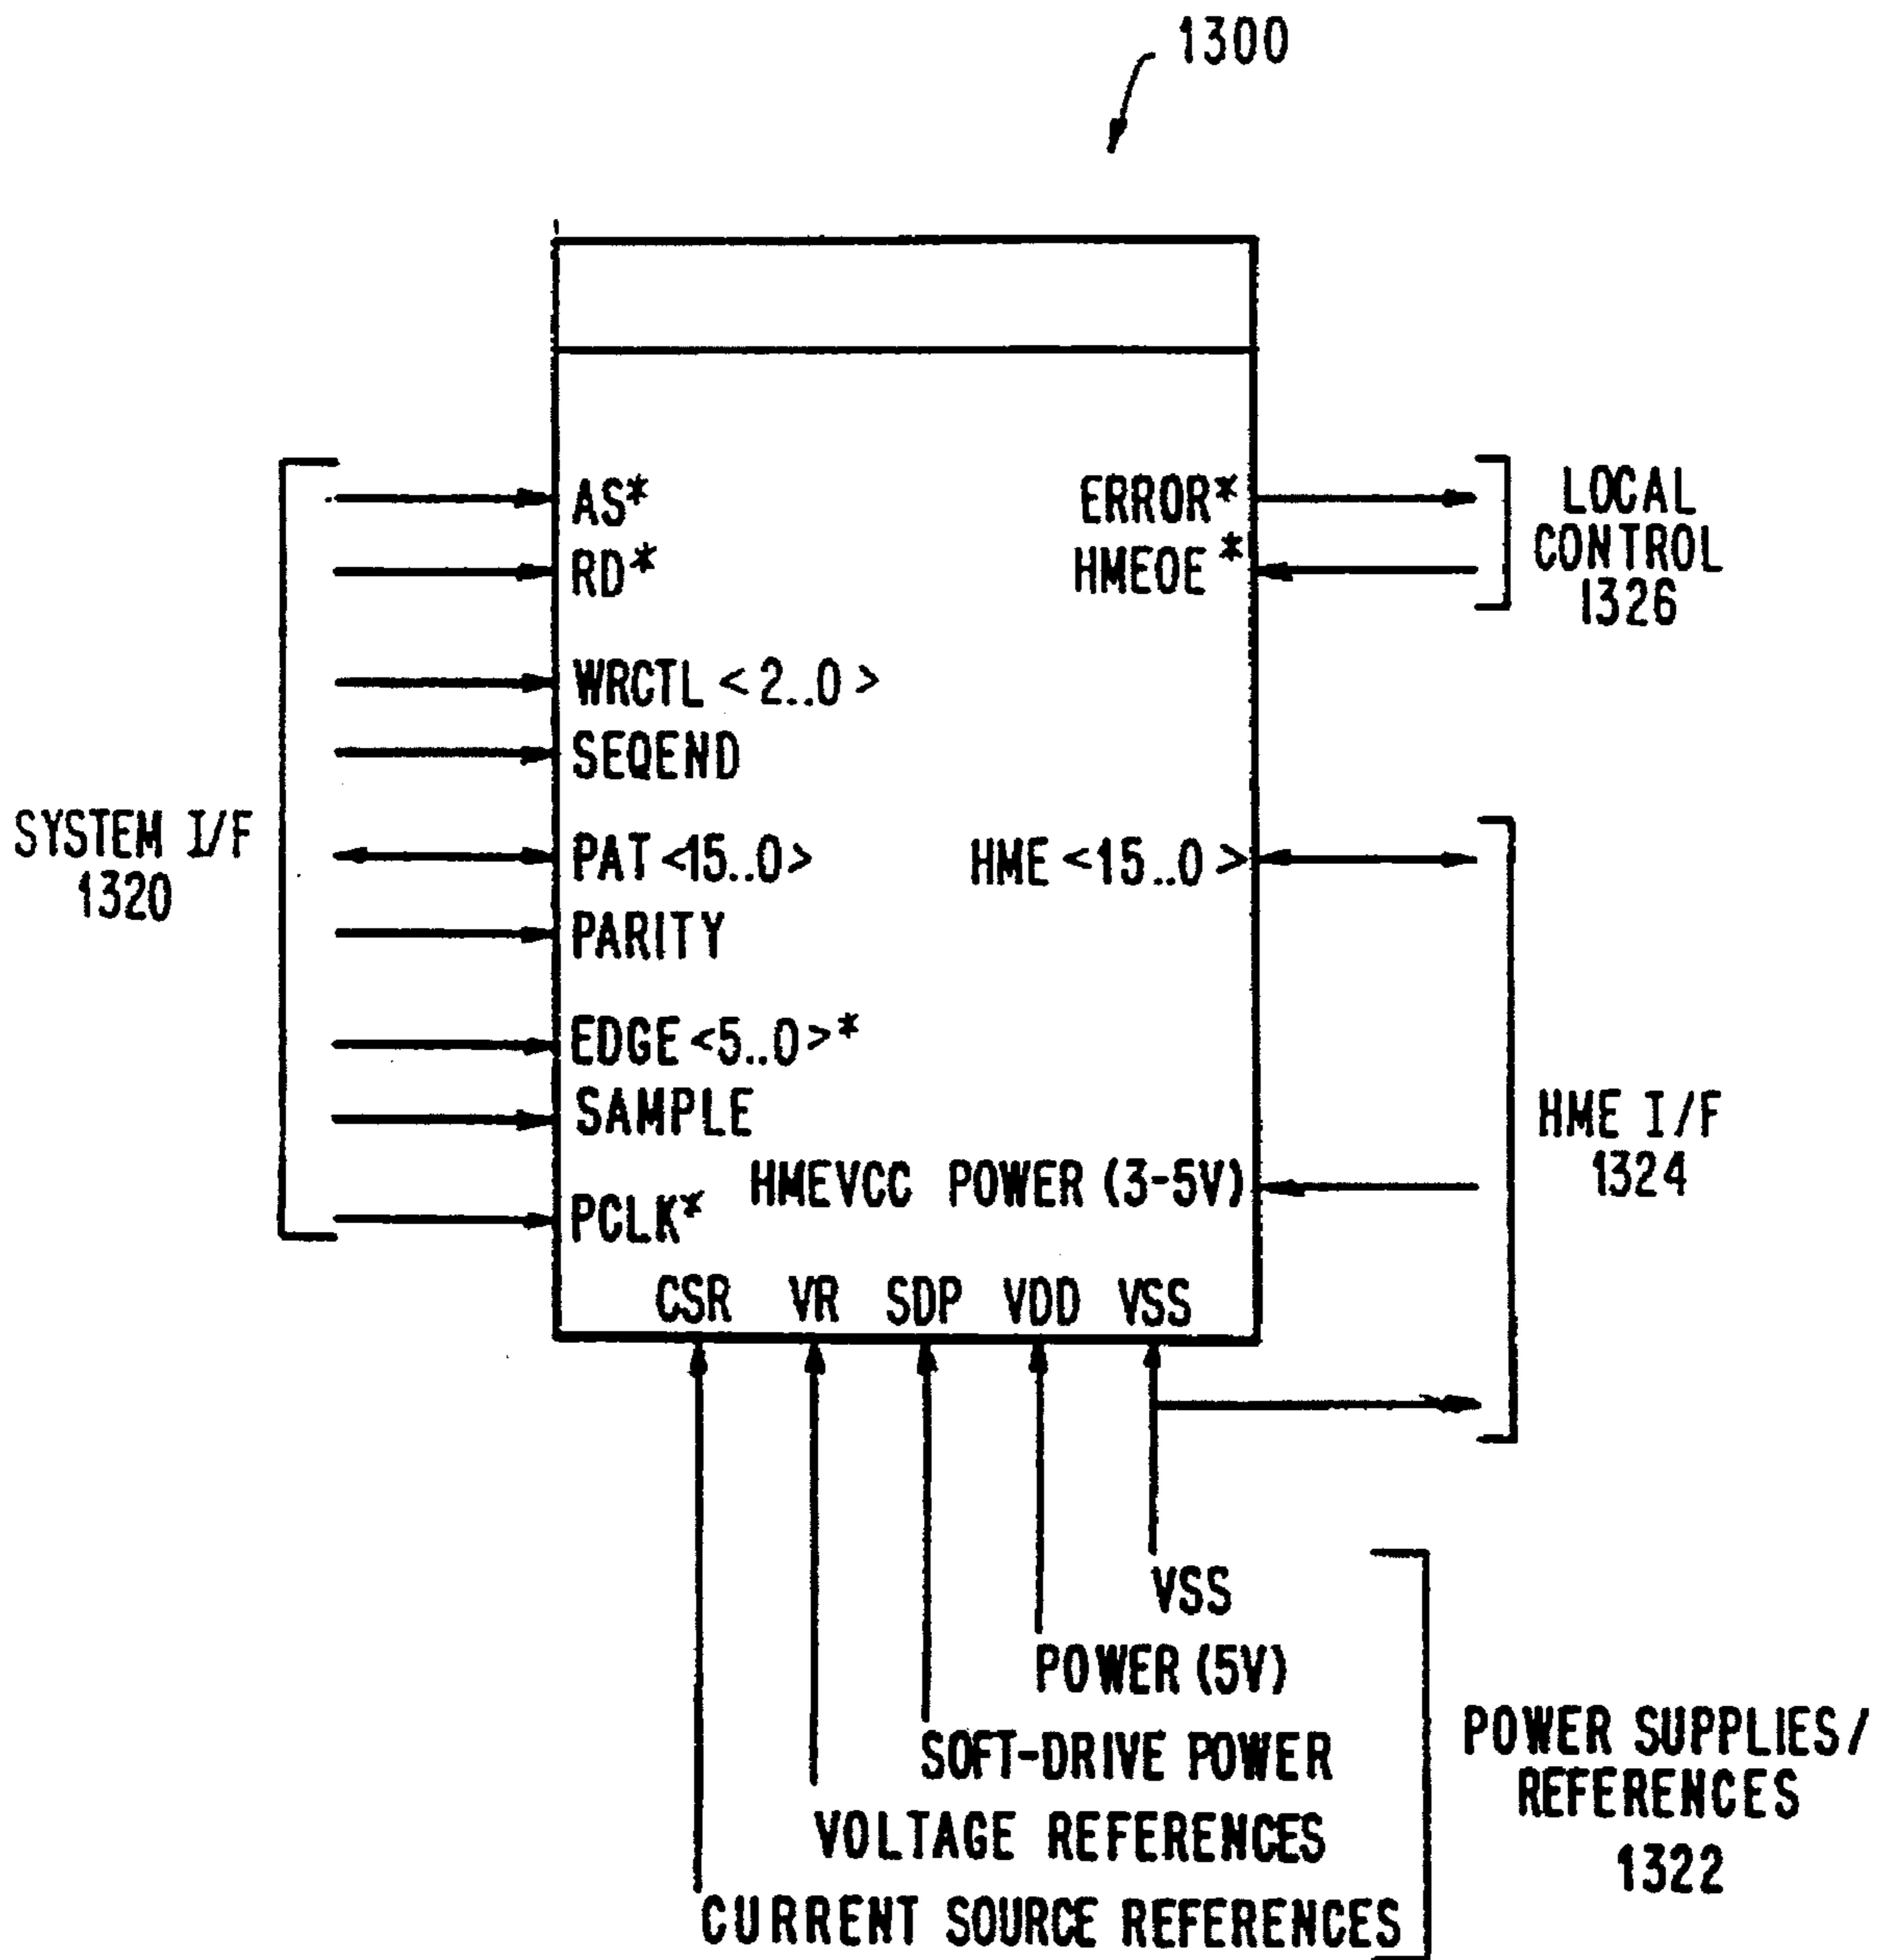 1300
SYSTEM I/F
1320
AS*
RD*
WRCTL <2..0>
SEQEND
PAT <15..0>
PARITY
EDGE <5..0>*
SAMPLE
PCLK*
ERROR*
HMEOE*
HME <15..0>
HMEVCC POWER (3-5V)
CSR VR SDP VDD VSS
LOCAL
CONTROL
1326
HME I/F
1324
VSS
POWER (5V)
SOFT-DRIVE POWER
VOLTAGE REFERENCES
CURRENT SOURCE REFERENCES
POWER SUPPLIES/
REFERENCES
1322